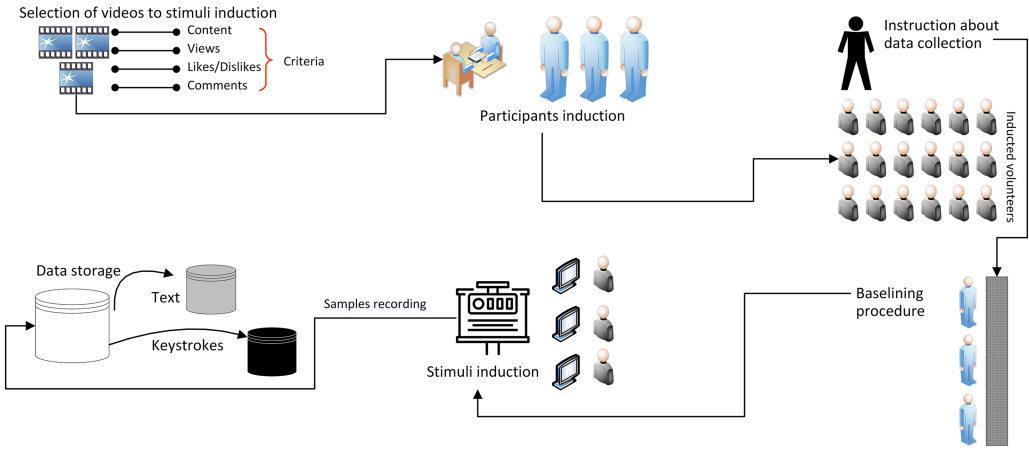 Selection of videos to stimuli induction
Content
Views
Likes/Dislikes
Comments
Criteria
Participants induction
Instruction about
data collection
Inducted volunteers
Baselining
procedure
Stimuli induction
Samples recording
Data storage
Text
Keystrokes